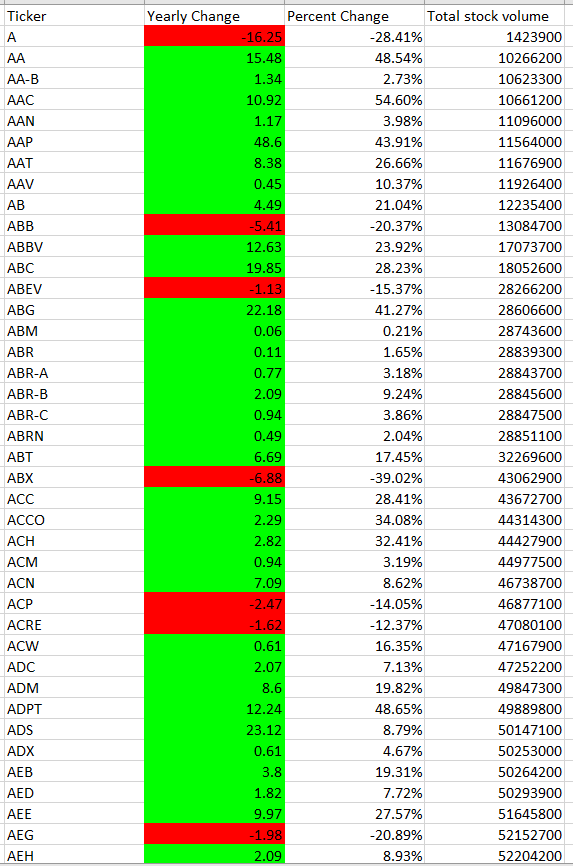 Ticker Yearly Change Percent Change Total stock volume
A -16.25 -28.41% 1423900
AA 15.48 48.54% 10266200
AA-B 1.34 2.73% 10623300
AAC 10.92 54.60% 10661200
AAN 1.17 3.98% 11096000
AAP 48.6 43.91% 11564000
AAT 8.38 26.66% 11676900
AAV 0.45 10.37% 11926400
AB 4.49 21.04% 12235400
ABB -5.41 -20.37% 13084700
ABBV 12.63 23.92% 17073700
ABC 19.85 28.23% 18052600
ABEV -1.13 -15.37% 28266200
ABG 22.18 41.27% 28606600
ABM 0.06 0.21% 28743600
ABR 0.11 1.65% 28839300
ABR-A 0.77 3.18% 28843700
ABR-B 2.09 9.24% 28845600
ABR-C 0.94 3.86% 28847500
ABRN 0.49 2.04% 28851100
ABT 6.69 17.45% 32269600
ABX -6.88 -39.02% 43062900
ACC 9.15 28.41% 43672700
ACCO 2.29 34.08% 44314300
ACH 2.82 32.41% 44427900
ACM 0.94 3.19% 44977500
ACN 7.09 8.62% 46738700
ACP -2.47 -14.05% 46877100
ACRE -1.62 -12.37% 47080100
ACW 0.61 16.35% 47167900
ADC 2.07 7.13% 47252200
ADM 8.6 19.82% 49847300
ADPT 12.24 48.65% 49889800
ADS 23.12 8.79% 50147100
ADX 0.61 4.67% 50253000
AEB 3.8 19.31% 50264200
AED 1.82 7.72% 50293900
AEE 9.97 27.57% 51645800
AEG -1.98 -20.89% 52152700
AEH 2.09 8.93% 52204200